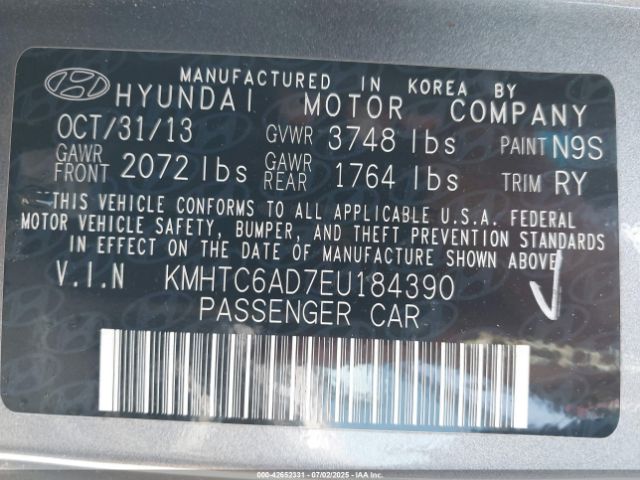 MANUFACTURED IN KOREA BY
HYUNDAI MOTOR COMPANY
OCT/31/13 GVWR 3748 lbs PAINT N9S
GAWR FRONT 2072 lbs GAWR REAR 1764 lbs TRIM RY
THIS VEHICLE CONFORMS TO ALL APPLICABLE U.S.A. FEDERAL
MOTOR VEHICLE SAFETY, BUMPER, AND THEFT PREVENTION STANDARDS
IN EFFECT ON THE DATE OF MANUFACTURE SHOWN ABOVE
V.I.N KMHTC6AD7EU184390
PASSENGER CAR
000-42652331 - 07/02/2025 - IAAI.COM